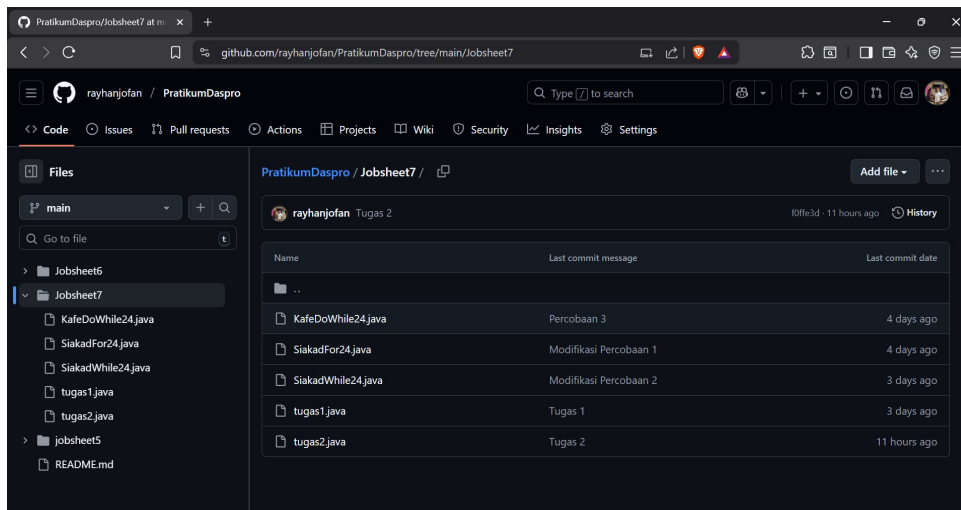 PratikumDaspro/Jobsheet7 at m
github.com/rayhanjofan/PratikumDaspro/tree/main/Jobsheet7
rayhanjofan / PratikumDaspro
Type / to search
Code Issues Pull requests Actions Projects Wiki Security Insights Settings
Files
main
Go to file t
Jobsheet6
Jobsheet7
KafeDoWhile24.java
SiakadFor24.java
SiakadWhile24.java
tugas1.java
tugas2.java
jobsheet5
README.md
PratikumDaspro / Jobsheet7 /
Add file
rayhanjofan Tugas 2
f0ffe3d · 11 hours ago History
Name Last commit message Last commit date
..
KafeDoWhile24.java Percobaan 3 4 days ago
SiakadFor24.java Modifikasi Percobaan 1 4 days ago
SiakadWhile24.java Modifikasi Percobaan 2 3 days ago
tugas1.java Tugas 1 3 days ago
tugas2.java Tugas 2 11 hours ago